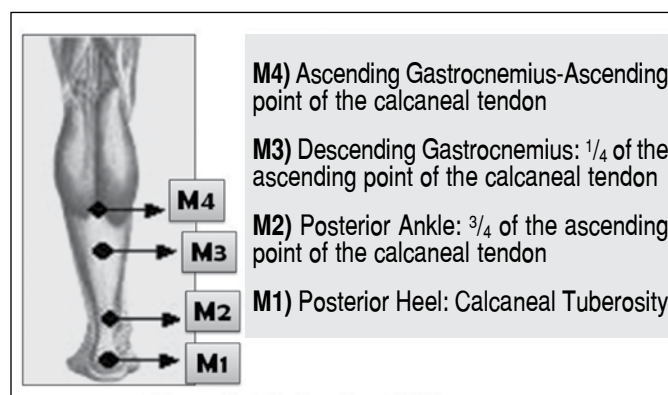 M4) Ascending Gastrocnemius-Ascending
point of the calcaneal tendon
M3) Descending Gastrocnemius: 1/4 of the
ascending point of the calcaneal tendon
M2) Posterior Ankle: 3/4 of the ascending
point of the calcaneal tendon
M1) Posterior Heel: Calcaneal Tuberosity
M4
M3
M2
M1